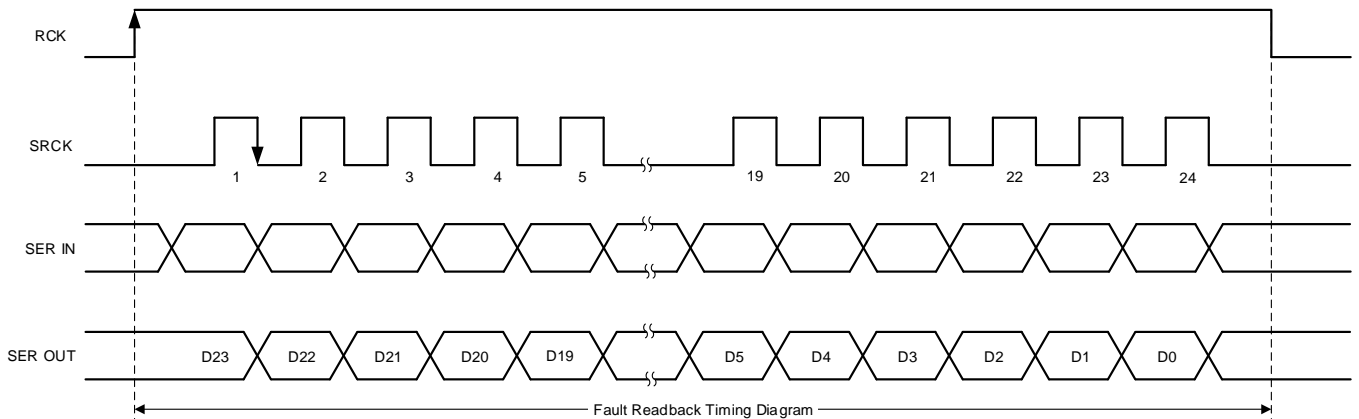 RCK
SRCK
1 2 3 4 5 19 20 21 22 23 24
SER IN
SER OUT
D23 D22 D21 D20 D19 D5 D4 D3 D2 D1 D0
Fault Readback Timing Diagram